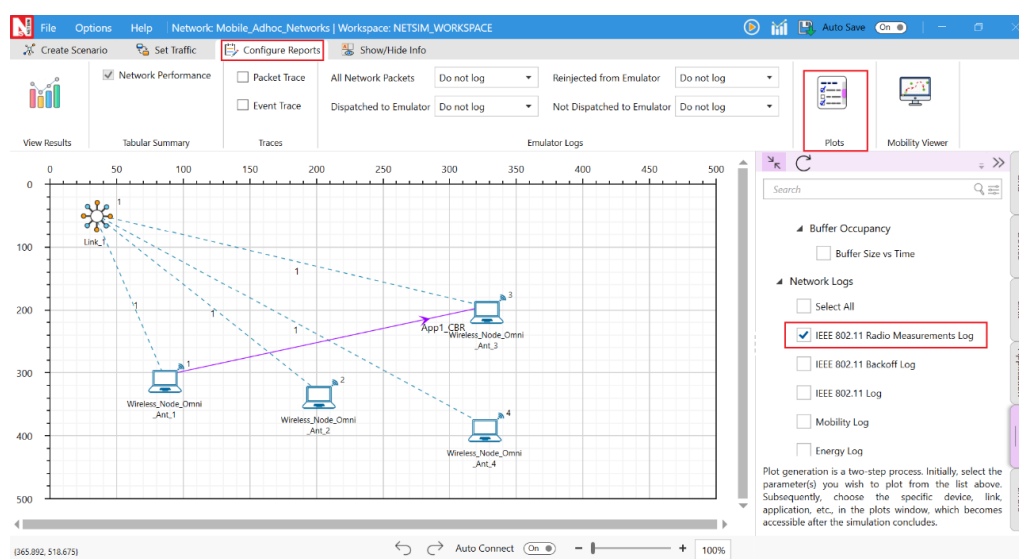 N File Options Help Network: Mobile_Adhoc_Networks | Workspace: NETSIM_WORKSPACE Auto Save On
Create Scenario Set Traffic Configure Reports Show/Hide Info
Network Performance Packet Trace All Network Packets Do not log Reinjected from Emulator Do not log
Event Trace Dispatched to Emulator Do not log Not Dispatched to Emulator Do not log
View Results Tabular Summary Traces Emulator Logs Plots Mobility Viewer
0 50 100 150 200 250 300 350 400 450 500
0
100
200
300
400
500
1
Link_1
1
1
1
1
App1_CBR
3
Wireless_Node_Omni
_Ant_3
1
Wireless_Node_Omni
_Ant_1
2
Wireless_Node_Omni
_Ant_2
4
Wireless_Node_Omni
_Ant_4
Search
Buffer Occupancy
Buffer Size vs Time
Network Logs
Select All
IEEE 802.11 Radio Measurements Log
IEEE 802.11 Backoff Log
IEEE 802.11 Log
Mobility Log
Energy Log
Plot generation is a two-step process. Initially, select the
parameter(s) you wish to plot from the list above.
Subsequently, choose the specific device, link,
application, etc., in the plots window, which becomes
accessible after the simulation concludes.
(365.892, 518.675) Auto Connect On - + 100%